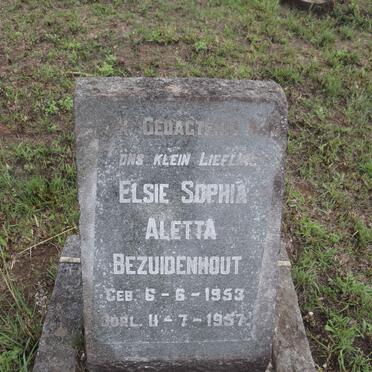 GEDAGTENIS
ONS KLEIN LIEFLING
ELSIE SOPHIA
ALETTA
BEZUIDENHOUT
GEB. 6-6-1953
OORL. 11-7-1957.